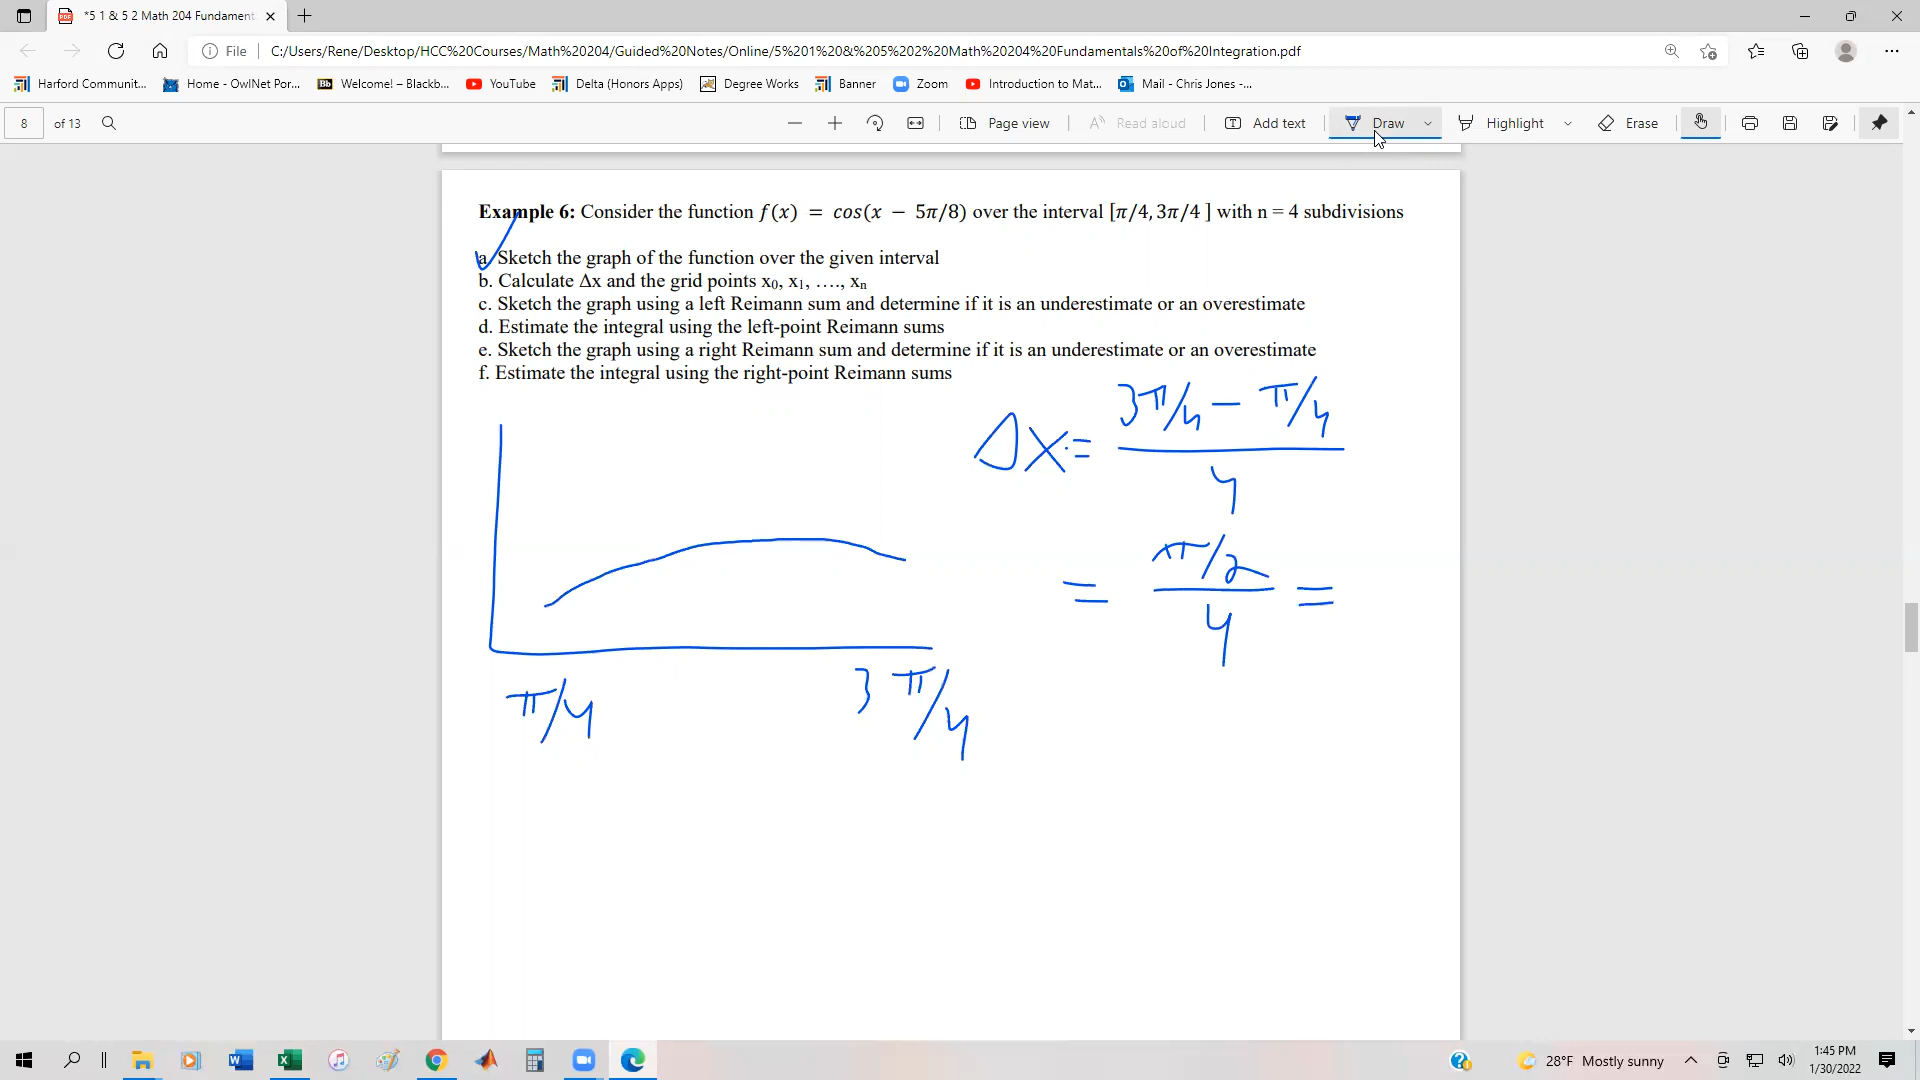 *5 1 & 5 2 Math 204 Fundament
File C:/Users/Rene/Desktop/HCC%20Courses/Math%20204/Guided%20Notes/Online/5%201%20&%205%202%20Math%20204%20Fundamentals%20of%20Integration.pdf
Harford Communit... Home - OwlNet Por... Bb Welcome! – Blackb... YouTube Delta (Honors Apps) Degree Works Banner Zoom Introduction to Mat... Mail - Chris Jones -...
8 of 13 Page view Read aloud Add text Draw Highlight Erase
Example 6: Consider the function f(x) = cos(x − 5π/8) over the interval [π/4, 3π/4 ] with n = 4 subdivisions
a. Sketch the graph of the function over the given interval
b. Calculate Δx and the grid points x₀, x₁, …., xₙ
c. Sketch the graph using a left Reimann sum and determine if it is an underestimate or an overestimate
d. Estimate the integral using the left-point Reimann sums
e. Sketch the graph using a right Reimann sum and determine if it is an underestimate or an overestimate
f. Estimate the integral using the right-point Reimann sums
3π/4 − π/4
Δx =
4
π/2
= =
4
π/4 3π/4
28°F Mostly sunny
1:45 PM
1/30/2022